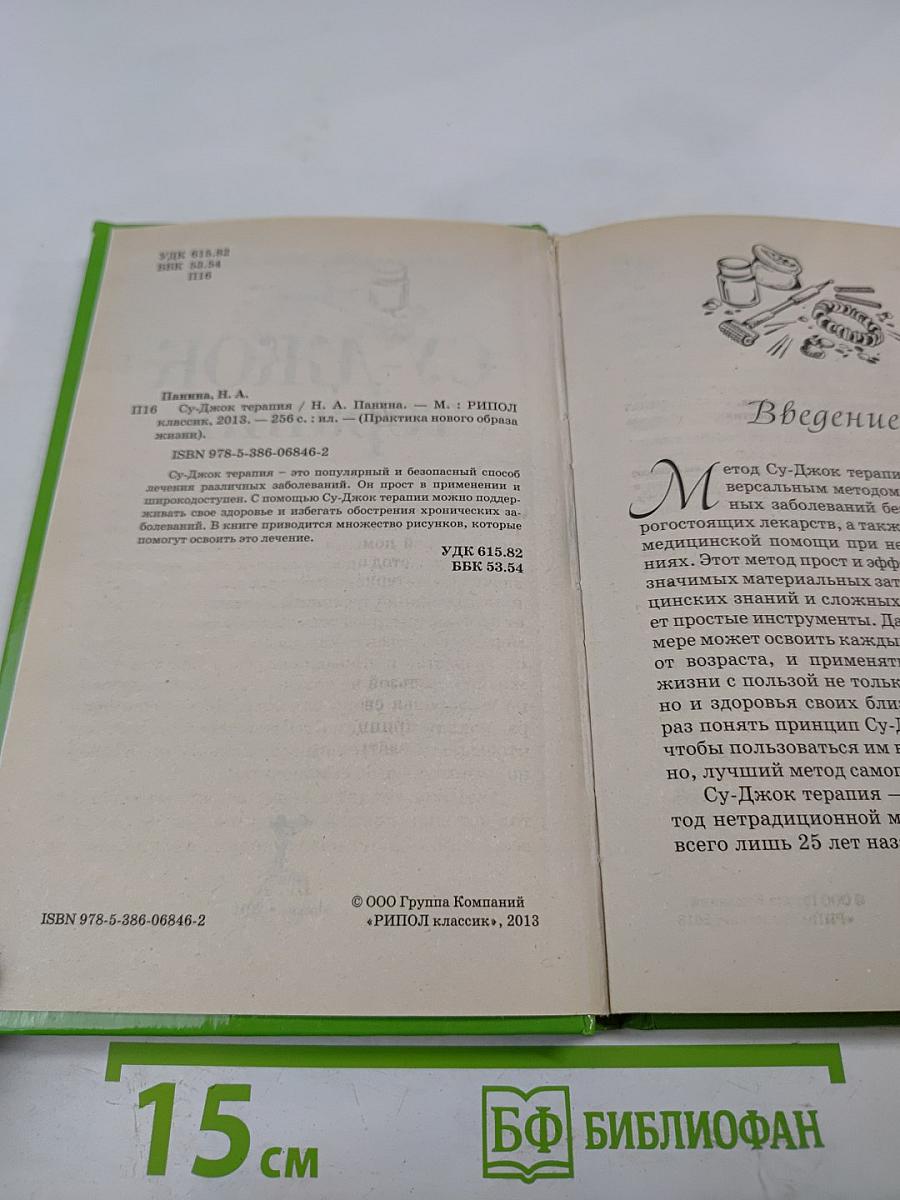 УДК 615.82
ББК 53.54
П16
Панина, Н. А.
П16 Су-Джок терапия / Н. А. Панина. — М. : РИПОЛ
классик, 2013. — 256 с. : ил. — (Практика нового образа
жизни).
ISBN 978-5-386-06846-2
Су-Джок терапия – это популярный и безопасный способ
лечения различных заболеваний. Он прост в применении и
широкодоступен. С помощью Су-Джок терапии можно поддер-
живать свое здоровье и избегать обострения хронических за-
болеваний. В книге приводится множество рисунков, которые
помогут освоить это лечение.
УДК 615.82
ББК 53.54
ISBN 978-5-386-06846-2
© ООО Группа Компаний
«РИПОЛ классик», 2013
Введение
Метод Су-Джок терапи
версальным методом
ных заболеваний бе
рогостоящих лекарств, а такж
медицинской помощи при не
ниях. Этот метод прост и эфф
значимых материальных зат
цинских знаний и сложных
ет простые инструменты. Да
мере может освоить кажды
от возраста, и применят
жизни с пользой не тольк
но и здоровья своих близ
раз понять принцип Су-Д
чтобы пользоваться им в
но, лучший метод самоп
Су-Джок терапия —
тод нетрадиционной м
всего лишь 25 лет наз
15 см
БФ БИБЛИОФАН